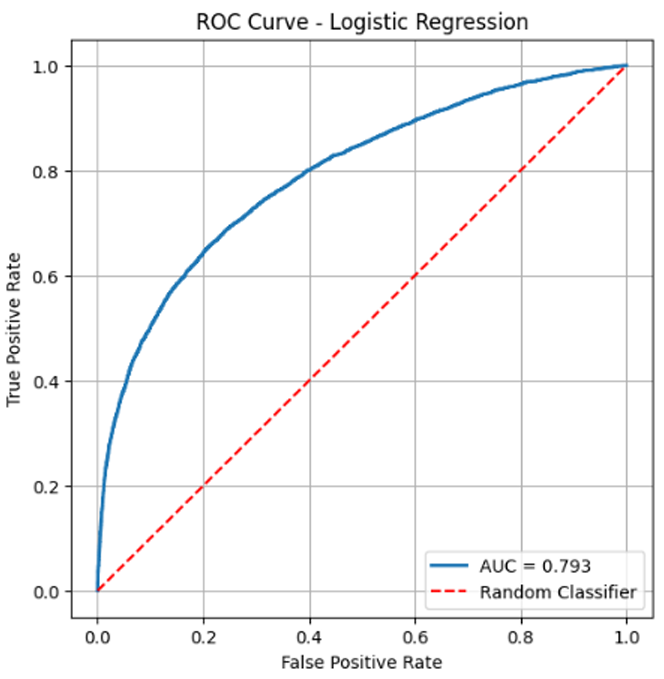 ROC Curve - Logistic Regression
1.0
0.8
0.6
0.4
0.2
0.0
True Positive Rate
AUC = 0.793
Random Classifier
0.0 0.2 0.4 0.6 0.8 1.0
False Positive Rate